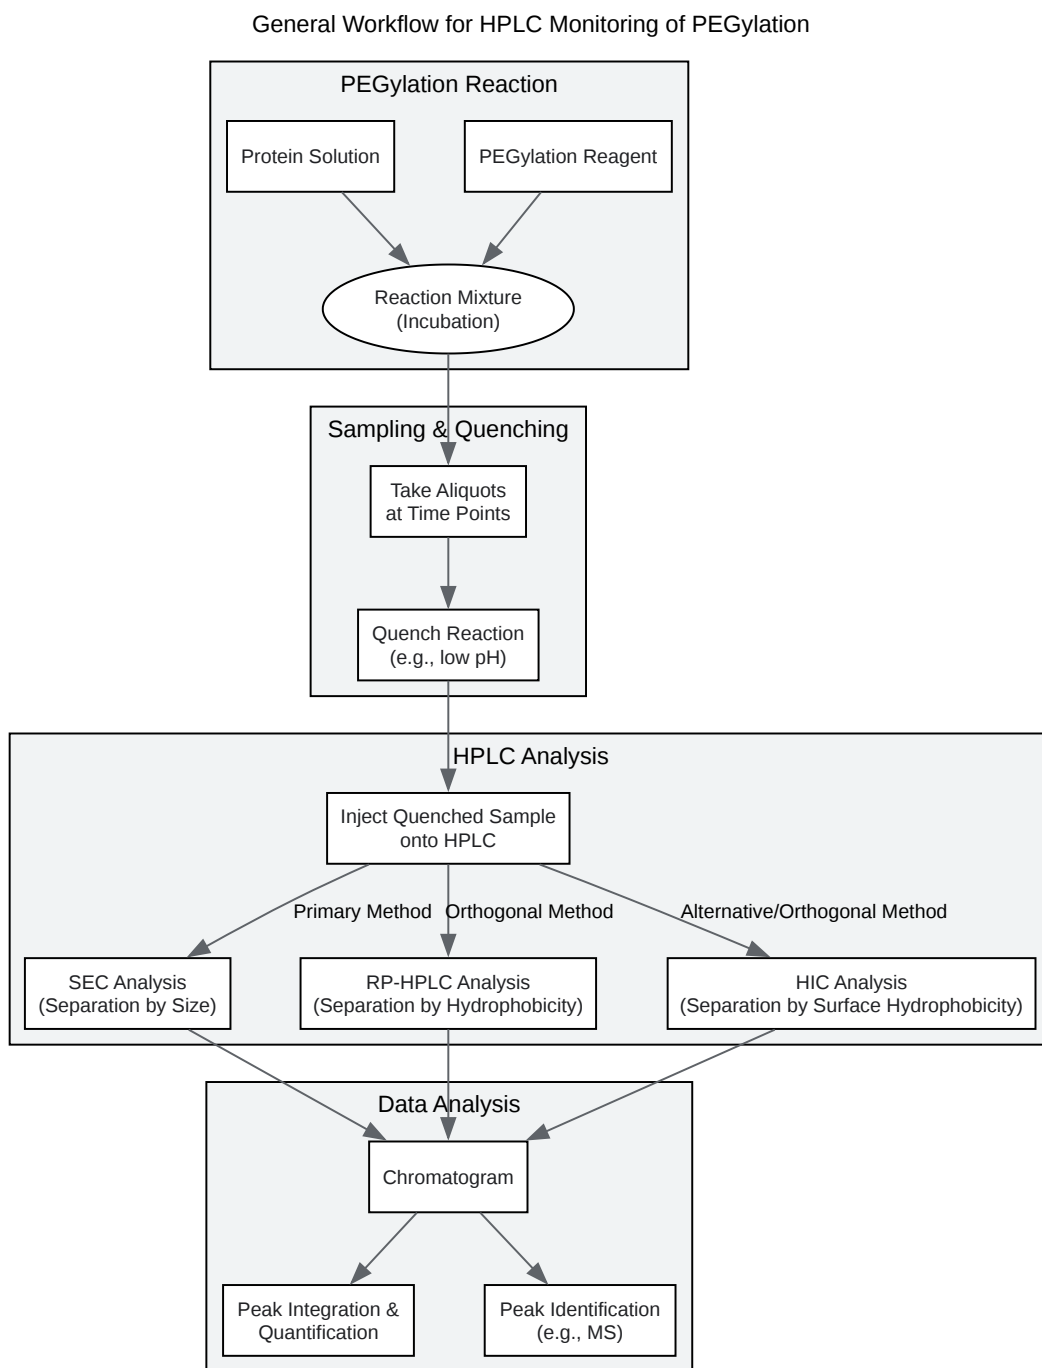 General Workflow for HPLC Monitoring of PEGylation
PEGylation Reaction
Protein Solution
PEGylation Reagent
Reaction Mixture
(Incubation)
Sampling & Quenching
Take Aliquots
at Time Points
Quench Reaction
(e.g., low pH)
HPLC Analysis
Inject Quenched Sample
onto HPLC
Primary Method
Orthogonal Method
Alternative/Orthogonal Method
SEC Analysis
(Separation by Size)
RP-HPLC Analysis
(Separation by Hydrophobicity)
HIC Analysis
(Separation by Surface Hydrophobicity)
Data Analysis
Chromatogram
Peak Integration &
Quantification
Peak Identification
(e.g., MS)